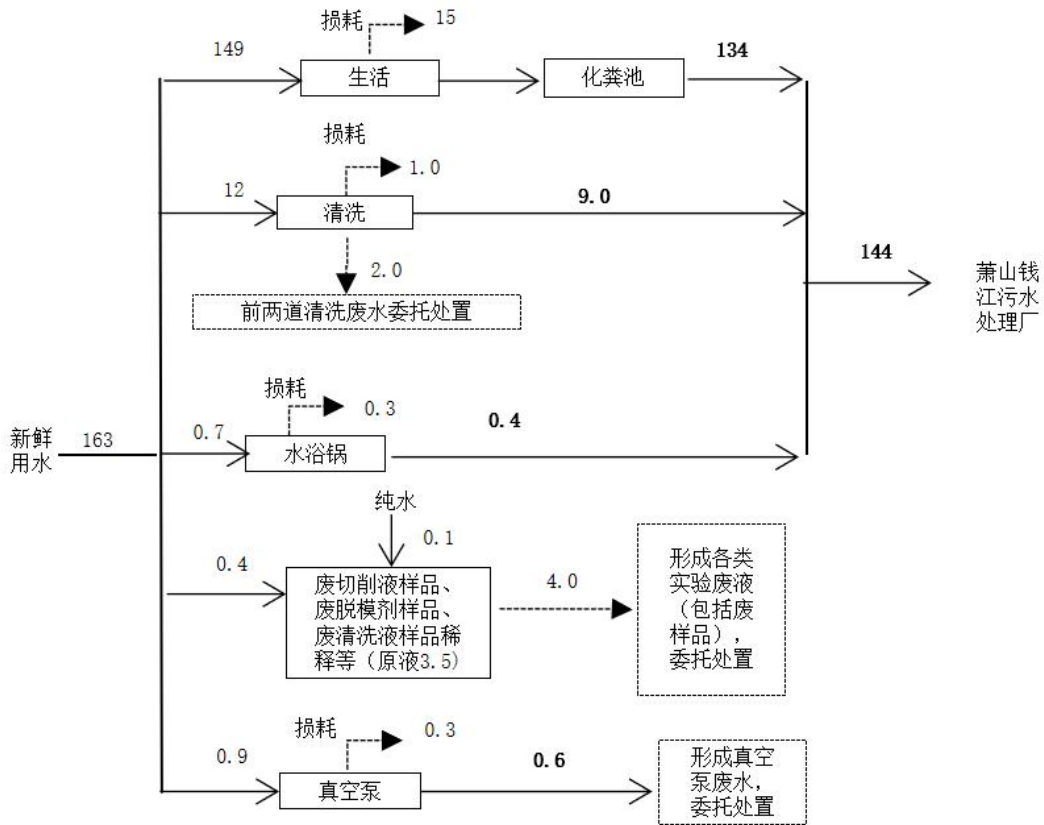 损耗
15
149
134
生活
化粪池
损耗
1.0
12
9.0
清洗
2.0
144
前两道清洗废水委托处置
萧山钱
江污水
处理厂
损耗
0.3
0.4
新鲜
用水
163
0.7
水浴锅
纯水
0.1
0.4
废切削液样品、
废脱模剂样品、
废清洗液样品稀
释等（原液3.5）
4.0
形成各类
实验废液
（包括废
样品），
委托处置
损耗
0.3
0.9
0.6
真空泵
形成真空
泵废水，
委托处置